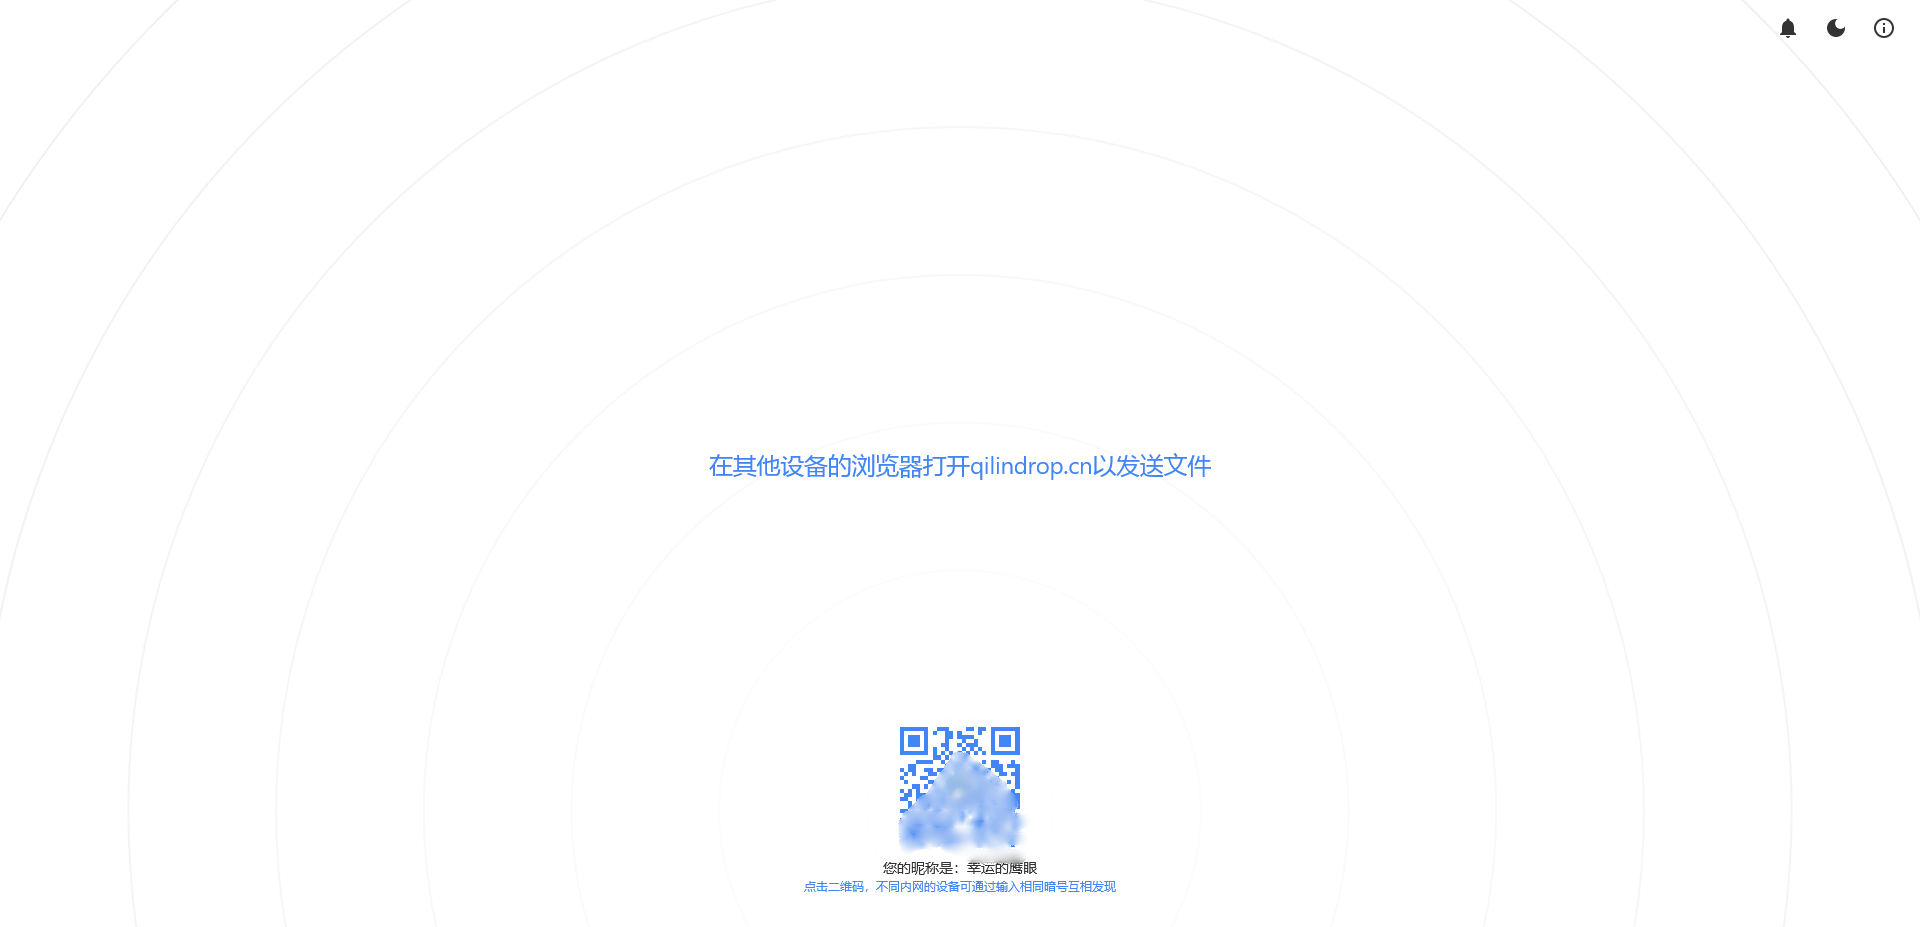 在其他设备的浏览器打开qilindrop.cn以发送文件
您的昵称是：幸运的鹰眼
点击二维码，不同内网的设备可通过输入相同暗号互相发现